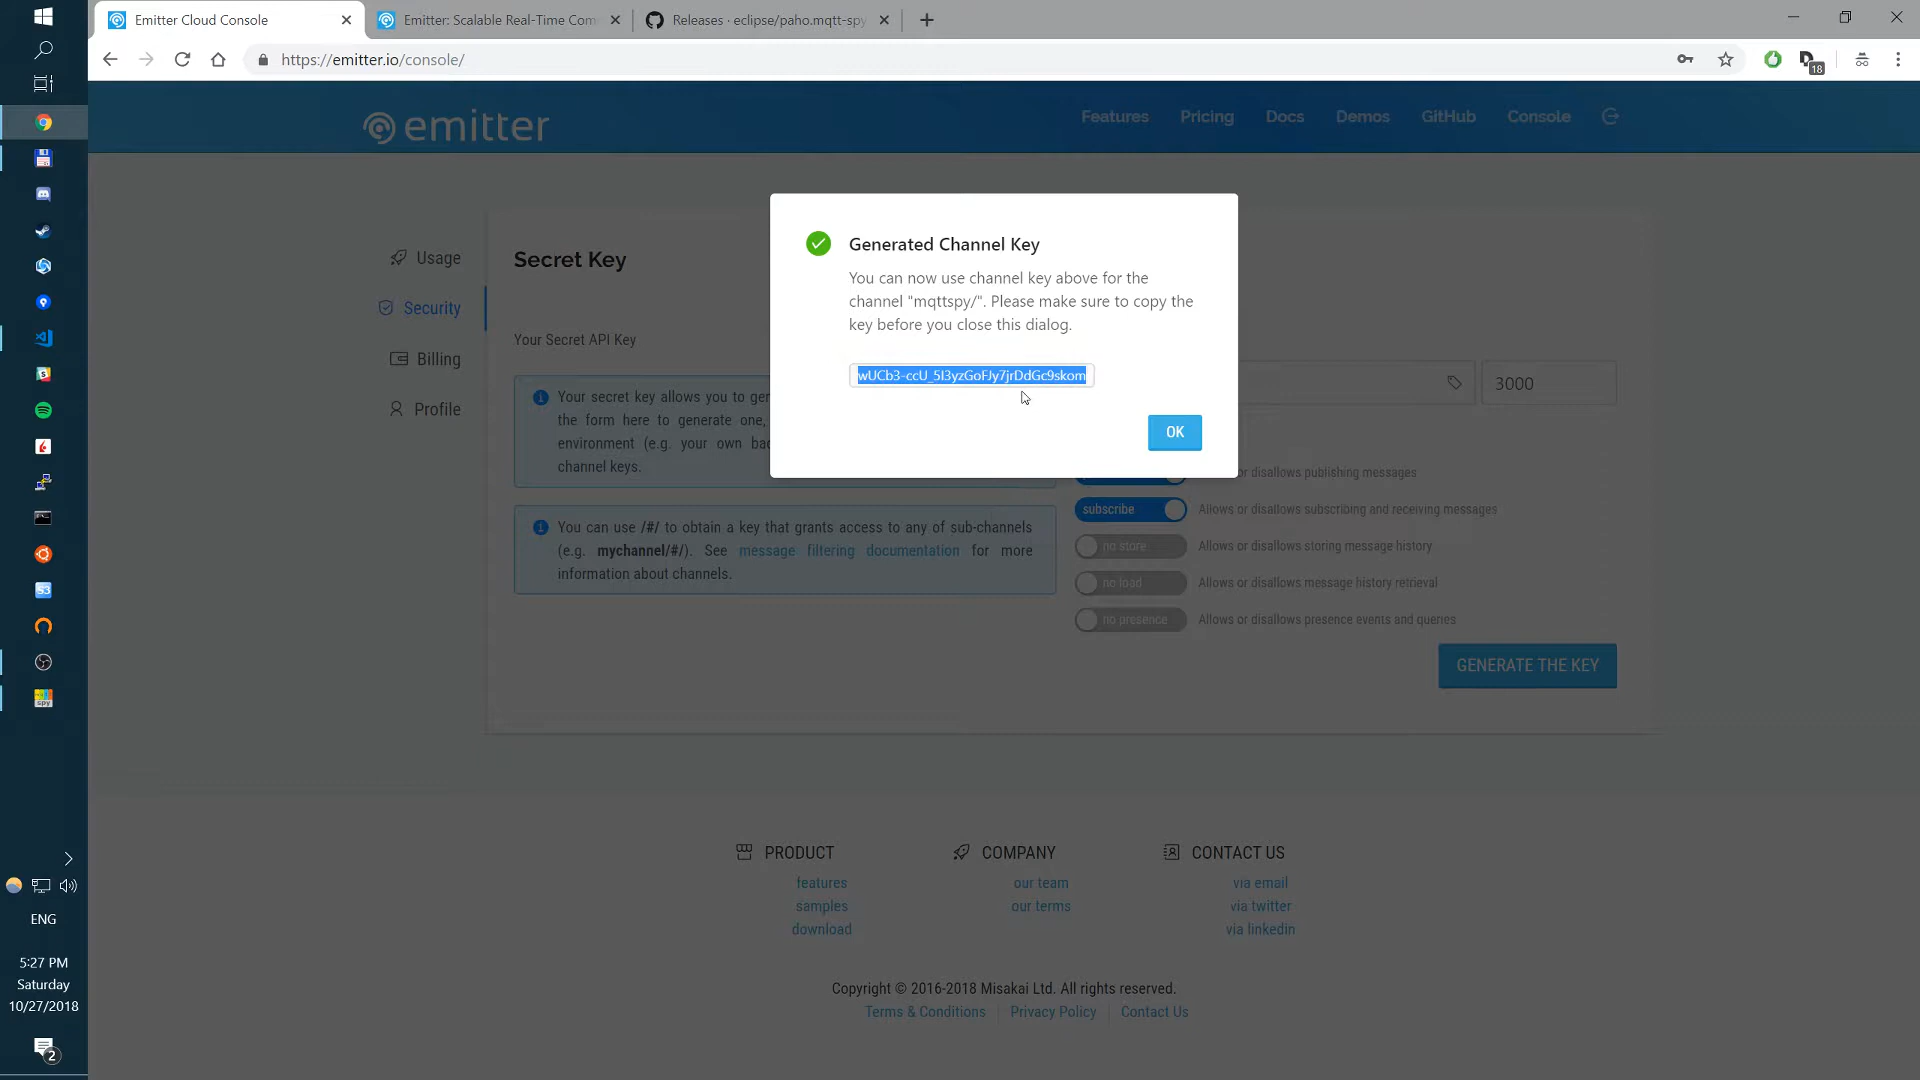 Emitter Cloud Console
Emitter: Scalable Real-Time Com
Releases · eclipse/paho.mqtt-spy
https://emitter.io/console/
18
emitter
Features
Pricing
Docs
Demos
GitHub
Console
Usage
Security
Billing
Profile
Secret Key
Your Secret API Key
Your secret key allows you to ger
the form here to generate one,
environment (e.g. your own bac
channel keys.
You can use /#/ to obtain a key that grants access to any of sub-channels
(e.g. mychannel/#/). See message filtering documentation for more
information about channels.
Generated Channel Key
You can now use channel key above for the
channel "mqttspy/". Please make sure to copy the
key before you close this dialog.
wUCb3-ccU_5I3yzGoFJy7jrDdGc9skom
OK
3000
or disallows publishing messages
subscribe
Allows or disallows subscribing and receiving messages
no store
Allows or disallows storing message history
no load
Allows or disallows message history retrieval
no presence
Allows or disallows presence events and queries
GENERATE THE KEY
PRODUCT
features
samples
download
COMPANY
our team
our terms
CONTACT US
via email
via twitter
via linkedin
Copyright © 2016-2018 Misakai Ltd. All rights reserved.
Terms & Conditions
Privacy Policy
Contact Us
S3
spy
ENG
5:27 PM
Saturday
10/27/2018
2